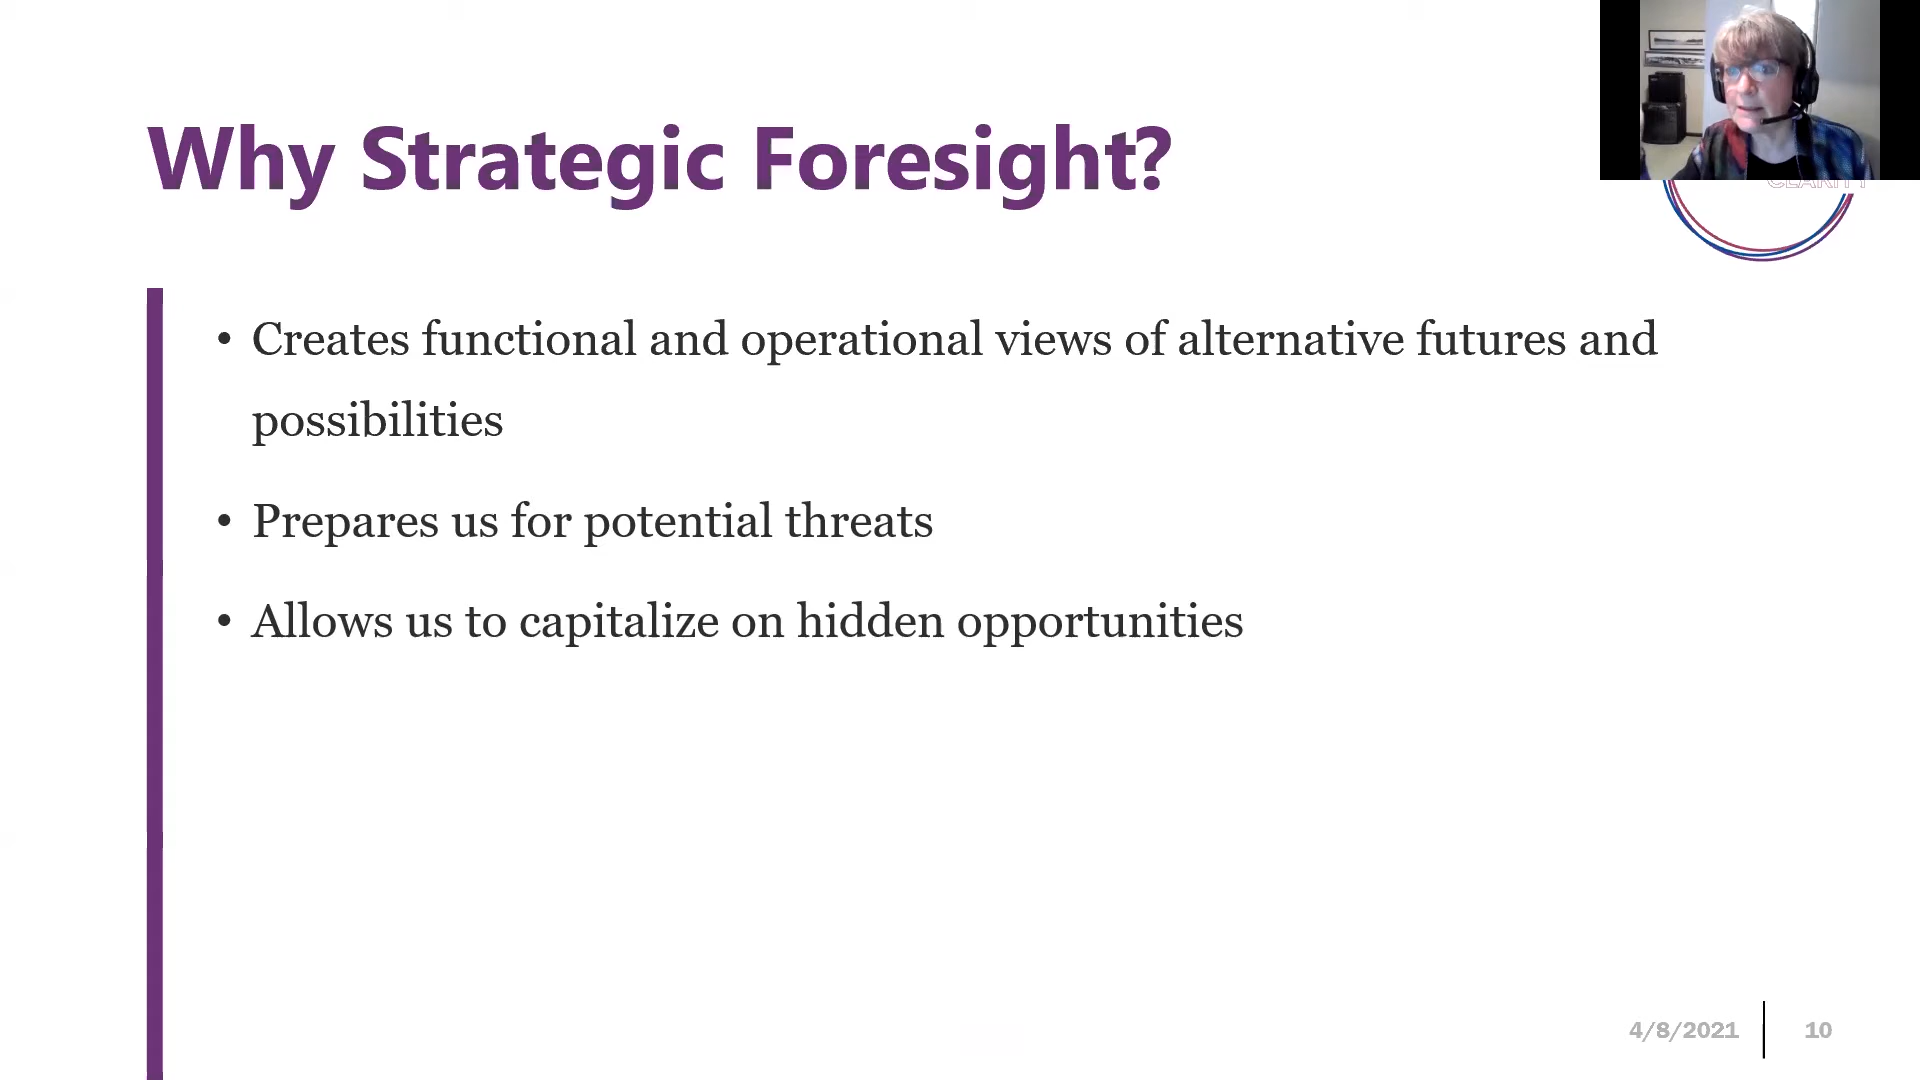 Why Strategic Foresight?
• Creates functional and operational views of alternative futures and
possibilities
• Prepares us for potential threats
• Allows us to capitalize on hidden opportunities
4/8/2021
10